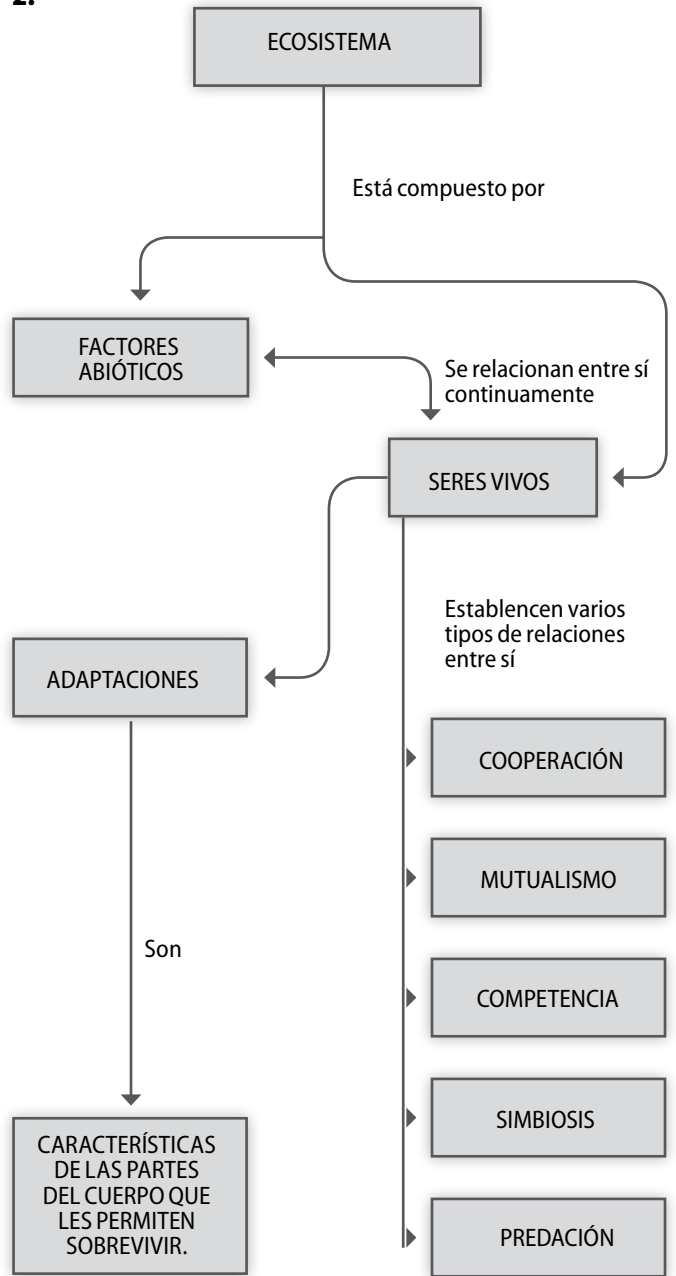 2.
ECOSISTEMA
Está compuesto por
FACTORES
ABIÓTICOS
Se relacionan entre sí
continuamente
SERES VIVOS
Establencen varios
tipos de relaciones
entre sí
ADAPTACIONES
COOPERACIÓN
MUTUALISMO
Son
COMPETENCIA
CARACTERÍSTICAS
DE LAS PARTES
DEL CUERPO QUE
LES PERMITEN
SOBREVIVIR.
SIMBIOSIS
PREDACIÓN